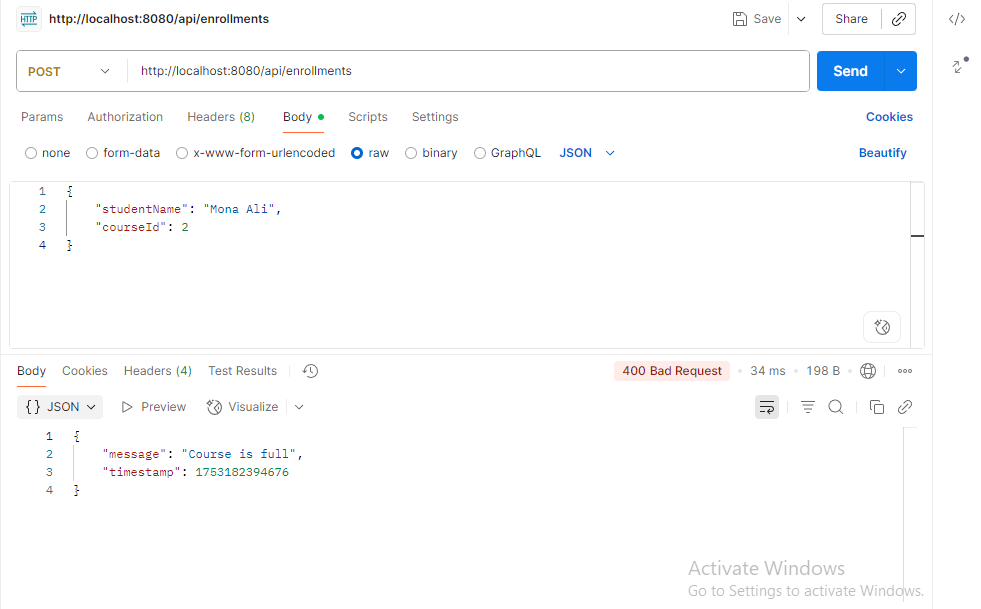 HTTP http://localhost:8080/api/enrollments Save Share
POST http://localhost:8080/api/enrollments Send
Params Authorization Headers (8) Body Scripts Settings Cookies
none form-data x-www-form-urlencoded raw binary GraphQL JSON Beautify
1 {
2 "studentName": "Mona Ali",
3 "courseId": 2
4 }
Body Cookies Headers (4) Test Results 400 Bad Request • 34 ms • 198 B •
{} JSON Preview Visualize
1 {
2 "message": "Course is full",
3 "timestamp": 1753182394676
4 }
Activate Windows
Go to Settings to activate Windows.